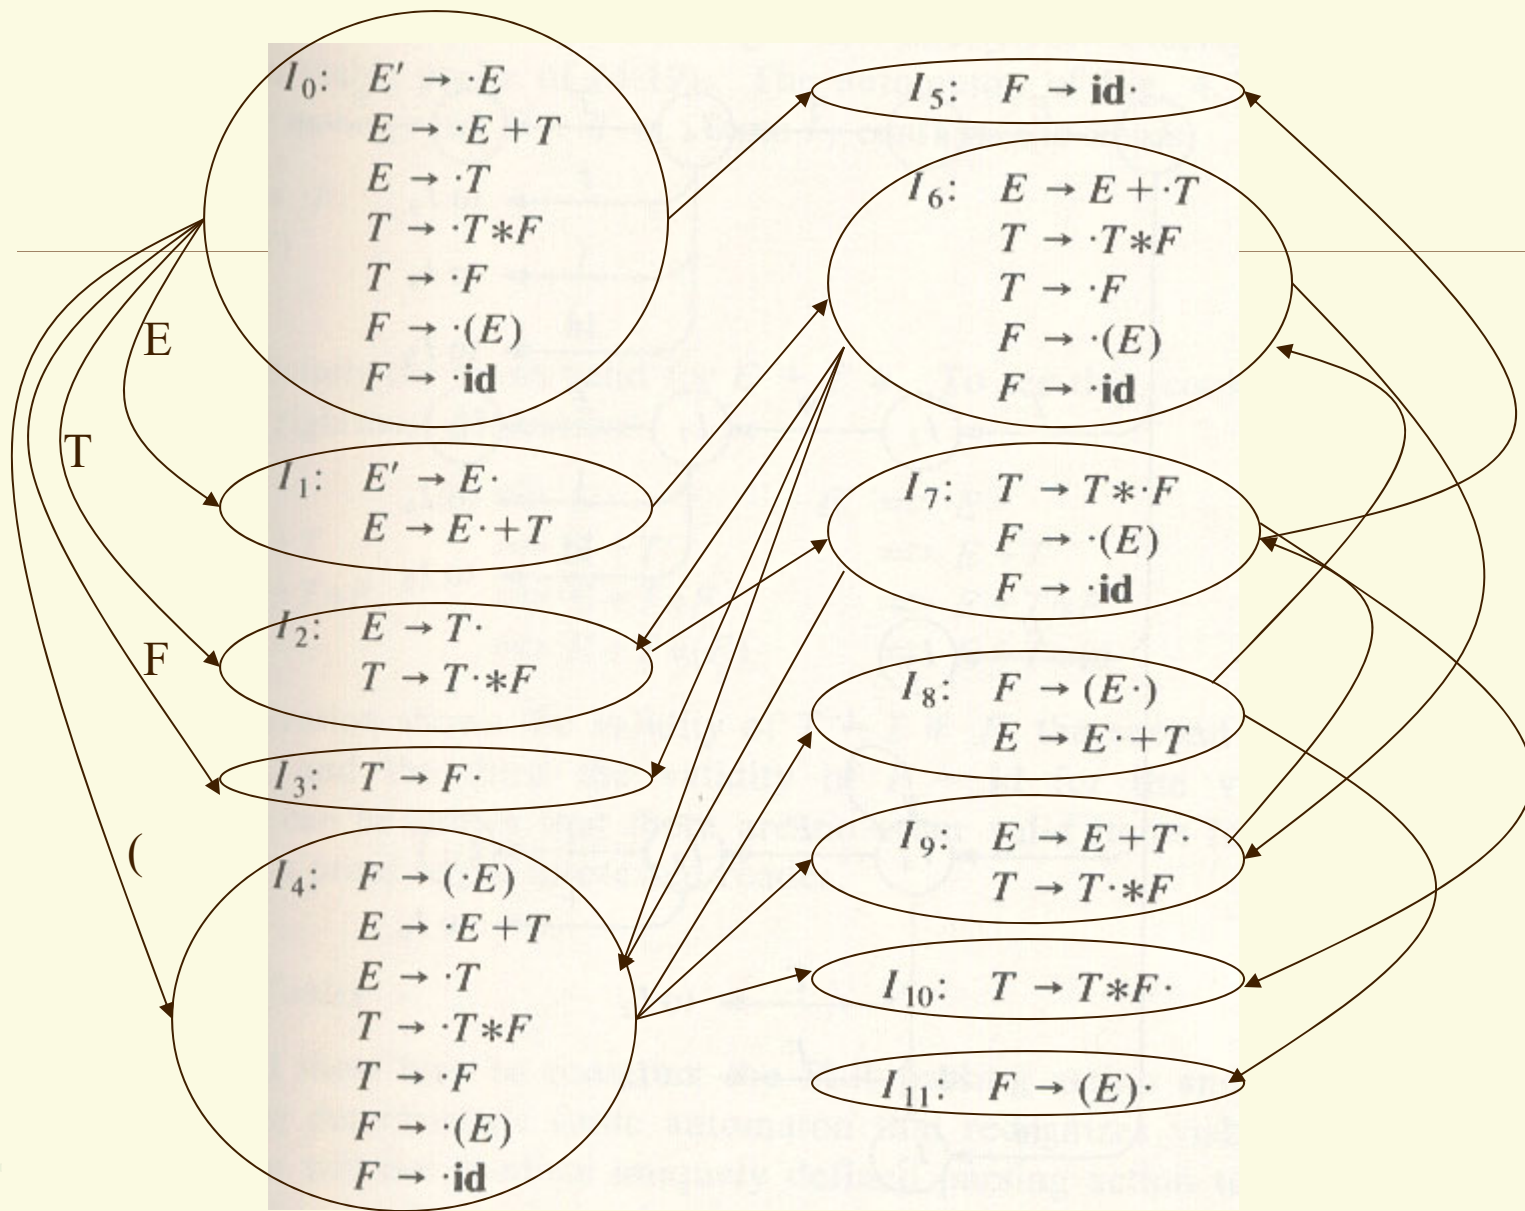 I0: E′ → ·E
E → ·E + T
E → ·T
T → ·T * F
T → ·F
F → ·(E)
F → ·id
E
T
F
(
I1: E′ → E·
E → E· + T
I2: E → T·
T → T· * F
I3: T → F·
I4: F → (·E)
E → ·E + T
E → ·T
T → ·T * F
T → ·F
F → ·(E)
F → ·id
I5: F → id·
I6: E → E + ·T
T → ·T * F
T → ·F
F → ·(E)
F → ·id
I7: T → T * ·F
F → ·(E)
F → ·id
I8: F → (E·)
E → E· + T
I9: E → E + T·
T → T· * F
I10: T → T * F·
I11: F → (E)·